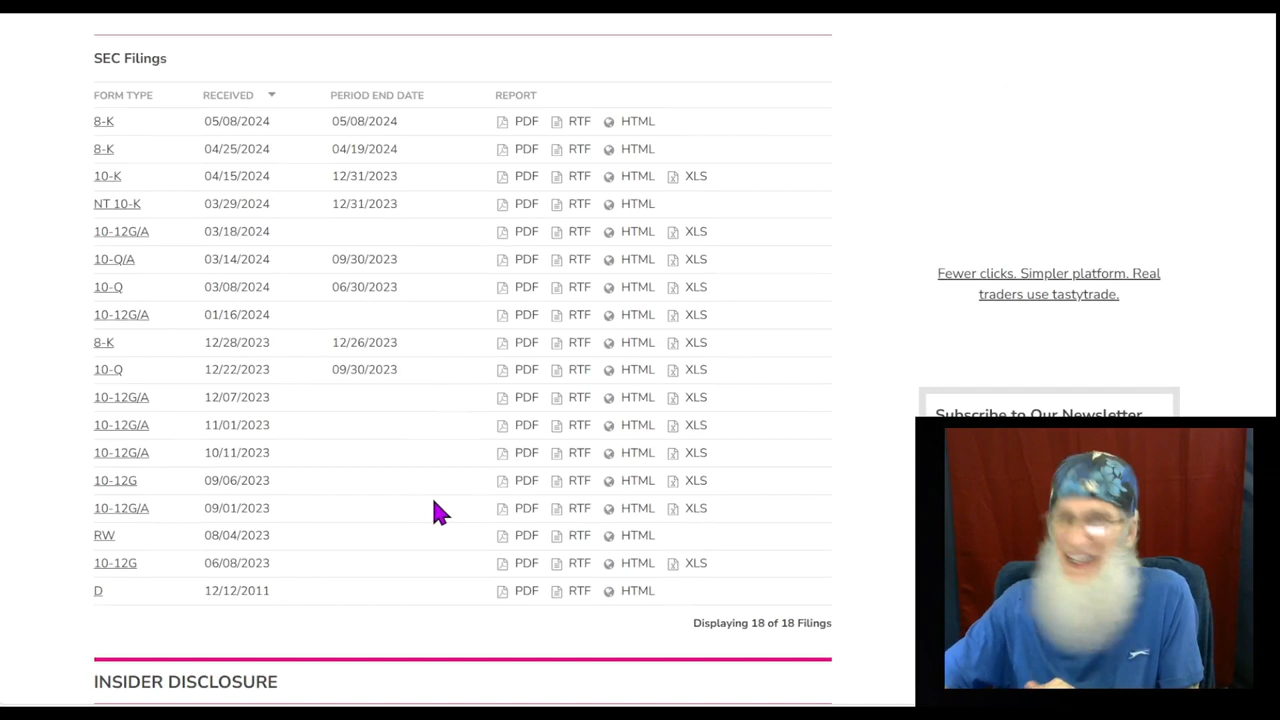 SEC Filings
FORM TYPE RECEIVED PERIOD END DATE REPORT
8-K 05/08/2024 05/08/2024 PDF RTF HTML
8-K 04/25/2024 04/19/2024 PDF RTF HTML
10-K 04/15/2024 12/31/2023 PDF RTF HTML XLS
NT 10-K 03/29/2024 12/31/2023 PDF RTF HTML
10-12G/A 03/18/2024 PDF RTF HTML XLS
10-Q/A 03/14/2024 09/30/2023 PDF RTF HTML XLS
10-Q 03/08/2024 06/30/2023 PDF RTF HTML XLS
10-12G/A 01/16/2024 PDF RTF HTML XLS
8-K 12/28/2023 12/26/2023 PDF RTF HTML XLS
10-Q 12/22/2023 09/30/2023 PDF RTF HTML XLS
10-12G/A 12/07/2023 PDF RTF HTML XLS
10-12G/A 11/01/2023 PDF RTF HTML XLS
10-12G/A 10/11/2023 PDF RTF HTML XLS
10-12G 09/06/2023 PDF RTF HTML XLS
10-12G/A 09/01/2023 PDF RTF HTML XLS
RW 08/04/2023 PDF RTF HTML
10-12G 06/08/2023 PDF RTF HTML XLS
D 12/12/2011 PDF RTF HTML
Displaying 18 of 18 Filings
INSIDER DISCLOSURE
Fewer clicks. Simpler platform. Real
traders use tastytrade.
Subscribe to Our Newsletter